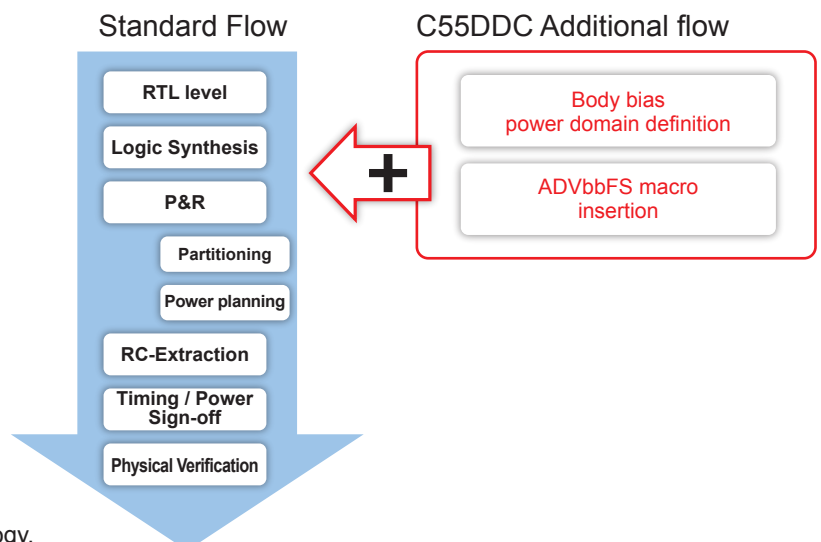 Standard Flow
C55DDC Additional flow
RTL level
Logic Synthesis
P&R
Partitioning
Power planning
RC-Extraction
Timing / Power
Sign-off
Physical Verification
+
Body bias
power domain definition
ADVbbFS macro
insertion